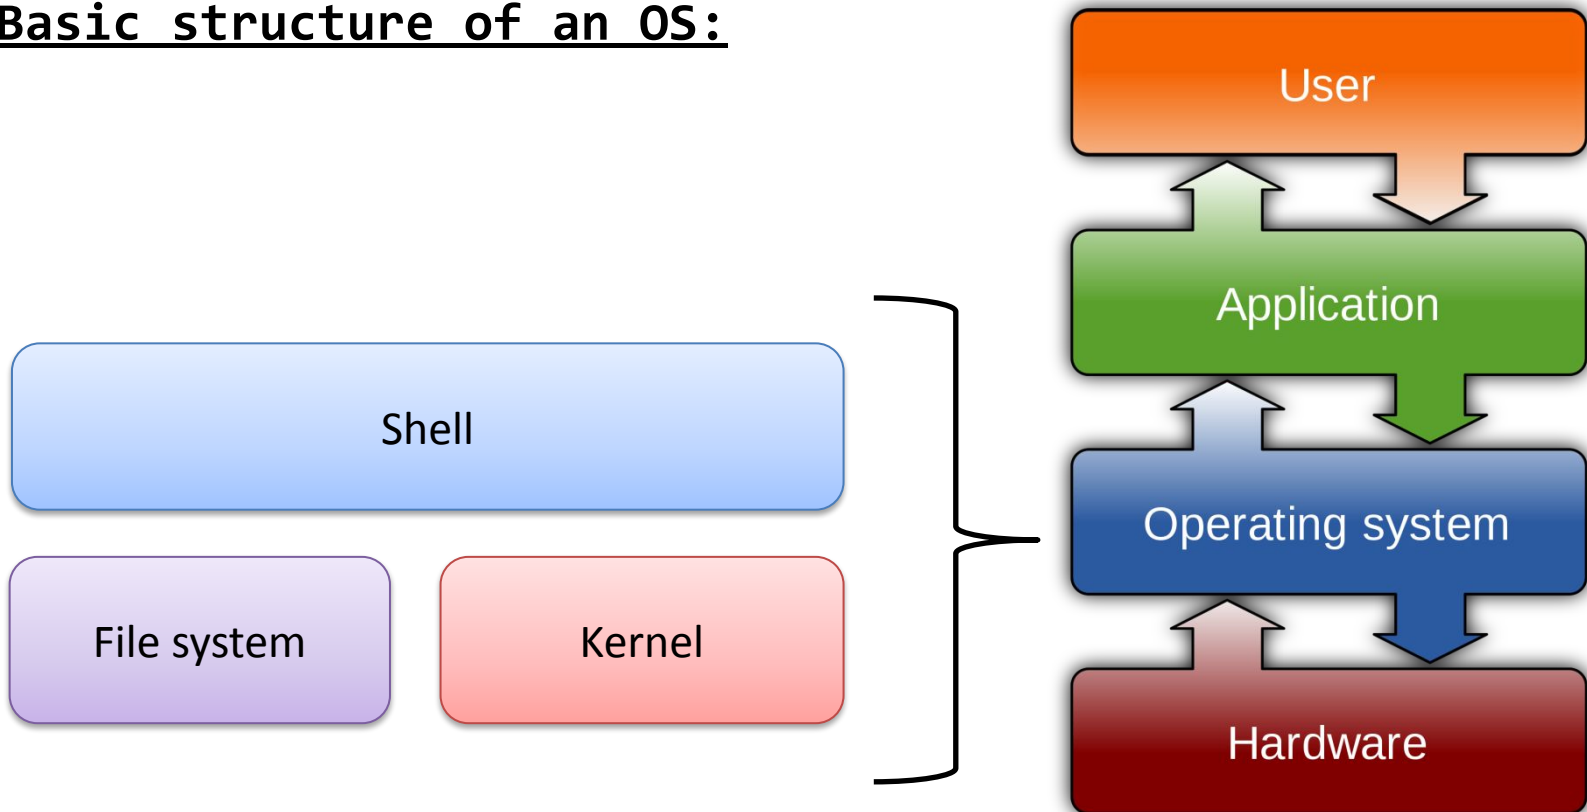 Basic structure of an OS:
User
Application
Shell
Operating system
File system
Kernel
Hardware